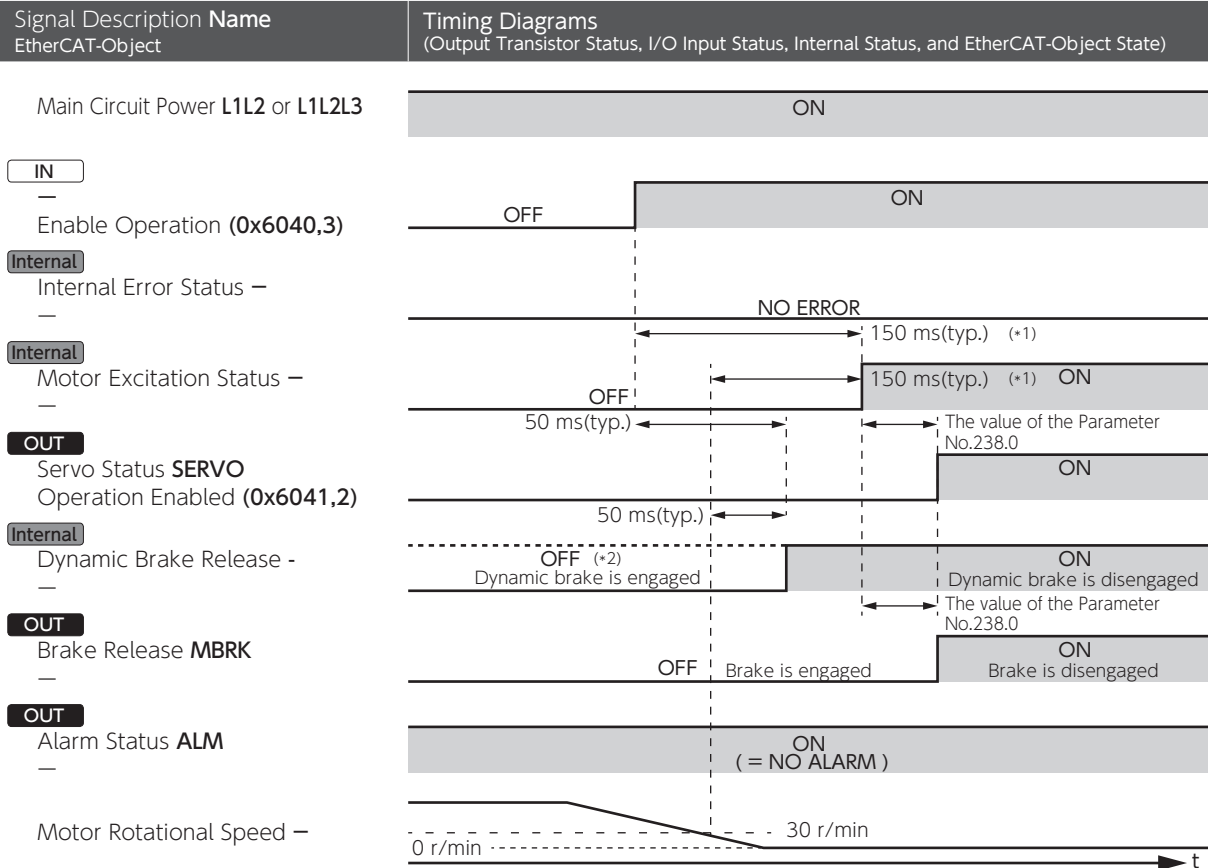 Signal Description Name
EtherCAT-Object
Timing Diagrams
(Output Transistor Status, I/O Input Status, Internal Status, and EtherCAT-Object State)
Main Circuit Power L1L2 or L1L2L3
ON
IN
—
Enable Operation (0x6040,3)
OFF
ON
Internal
Internal Error Status —
—
NO ERROR
150 ms(typ.) (*1)
Internal
Motor Excitation Status —
—
OFF
150 ms(typ.) (*1) ON
50 ms(typ.)
The value of the Parameter
No.238.0
OUT
Servo Status SERVO
Operation Enabled (0x6041,2)
ON
50 ms(typ.)
Internal
Dynamic Brake Release -
—
OFF (*2)
Dynamic brake is engaged
ON
Dynamic brake is disengaged
The value of the Parameter
No.238.0
OUT
Brake Release MBRK
—
OFF
Brake is engaged
ON
Brake is disengaged
OUT
Alarm Status ALM
—
ON
( = NO ALARM )
Motor Rotational Speed —
30 r/min
0 r/min
t